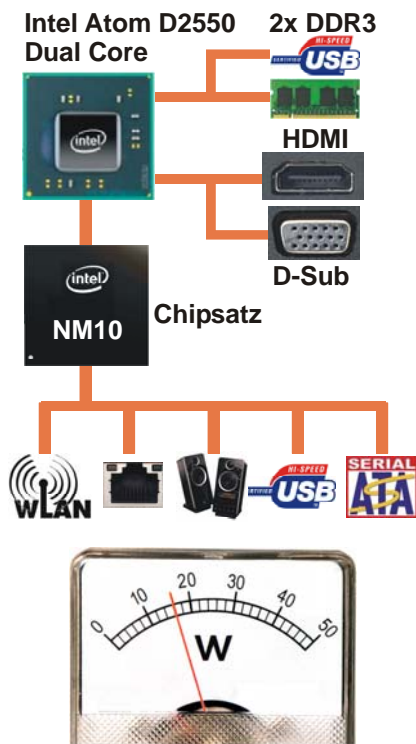 Intel Atom D2550
Dual Core
2x DDR3
HI-SPEED
CERTIFIED USB
intel
HDMI
D-Sub
intel
NM10
Chipsatz
WLAN
HI-SPEED
CERTIFIED USB
SERIAL
ATA
0 10 20 30 40 50
W